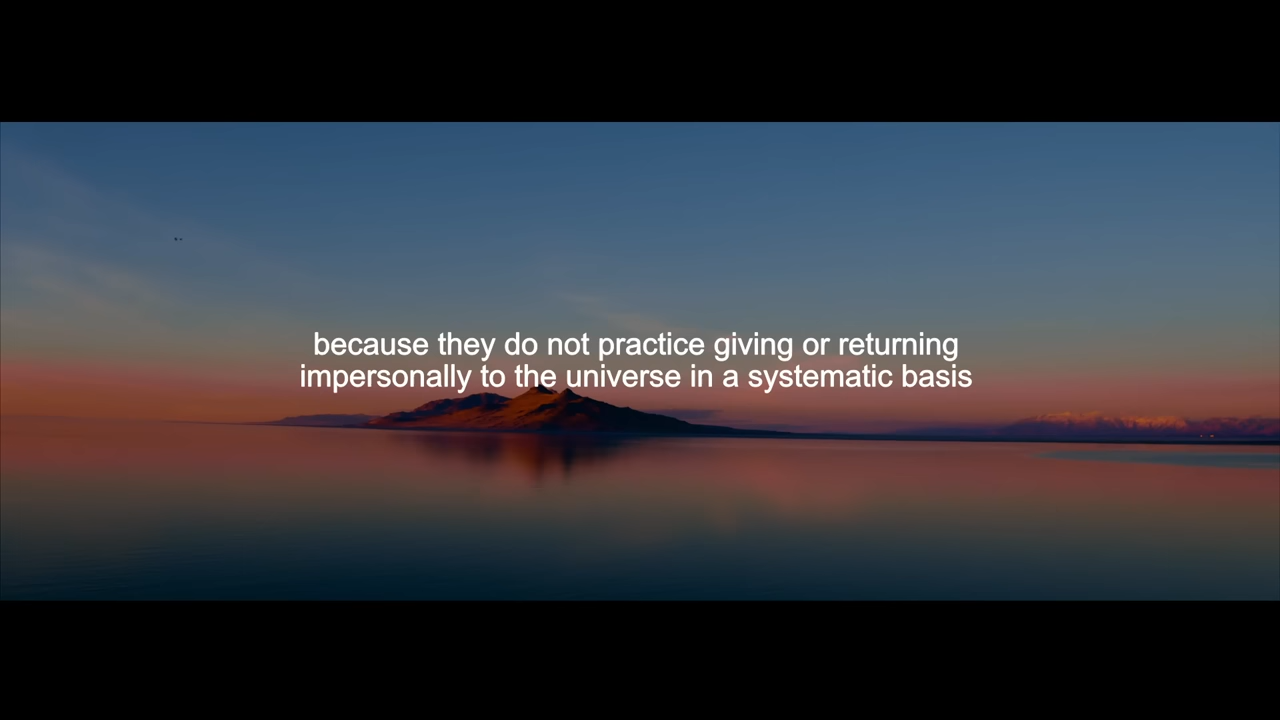 because they do not practice giving or returning
impersonally to the universe in a systematic basis